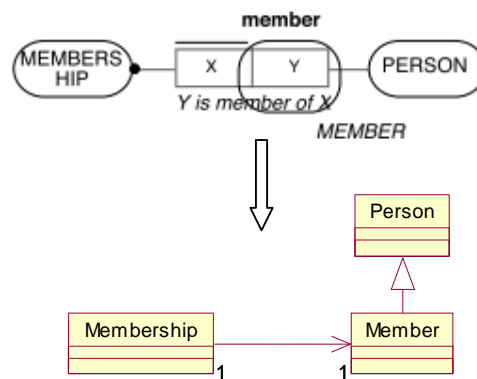 member
MEMBERS
HIP
X
Y
PERSON
Y is member of X
MEMBER
Person
Membership
Member
1
1